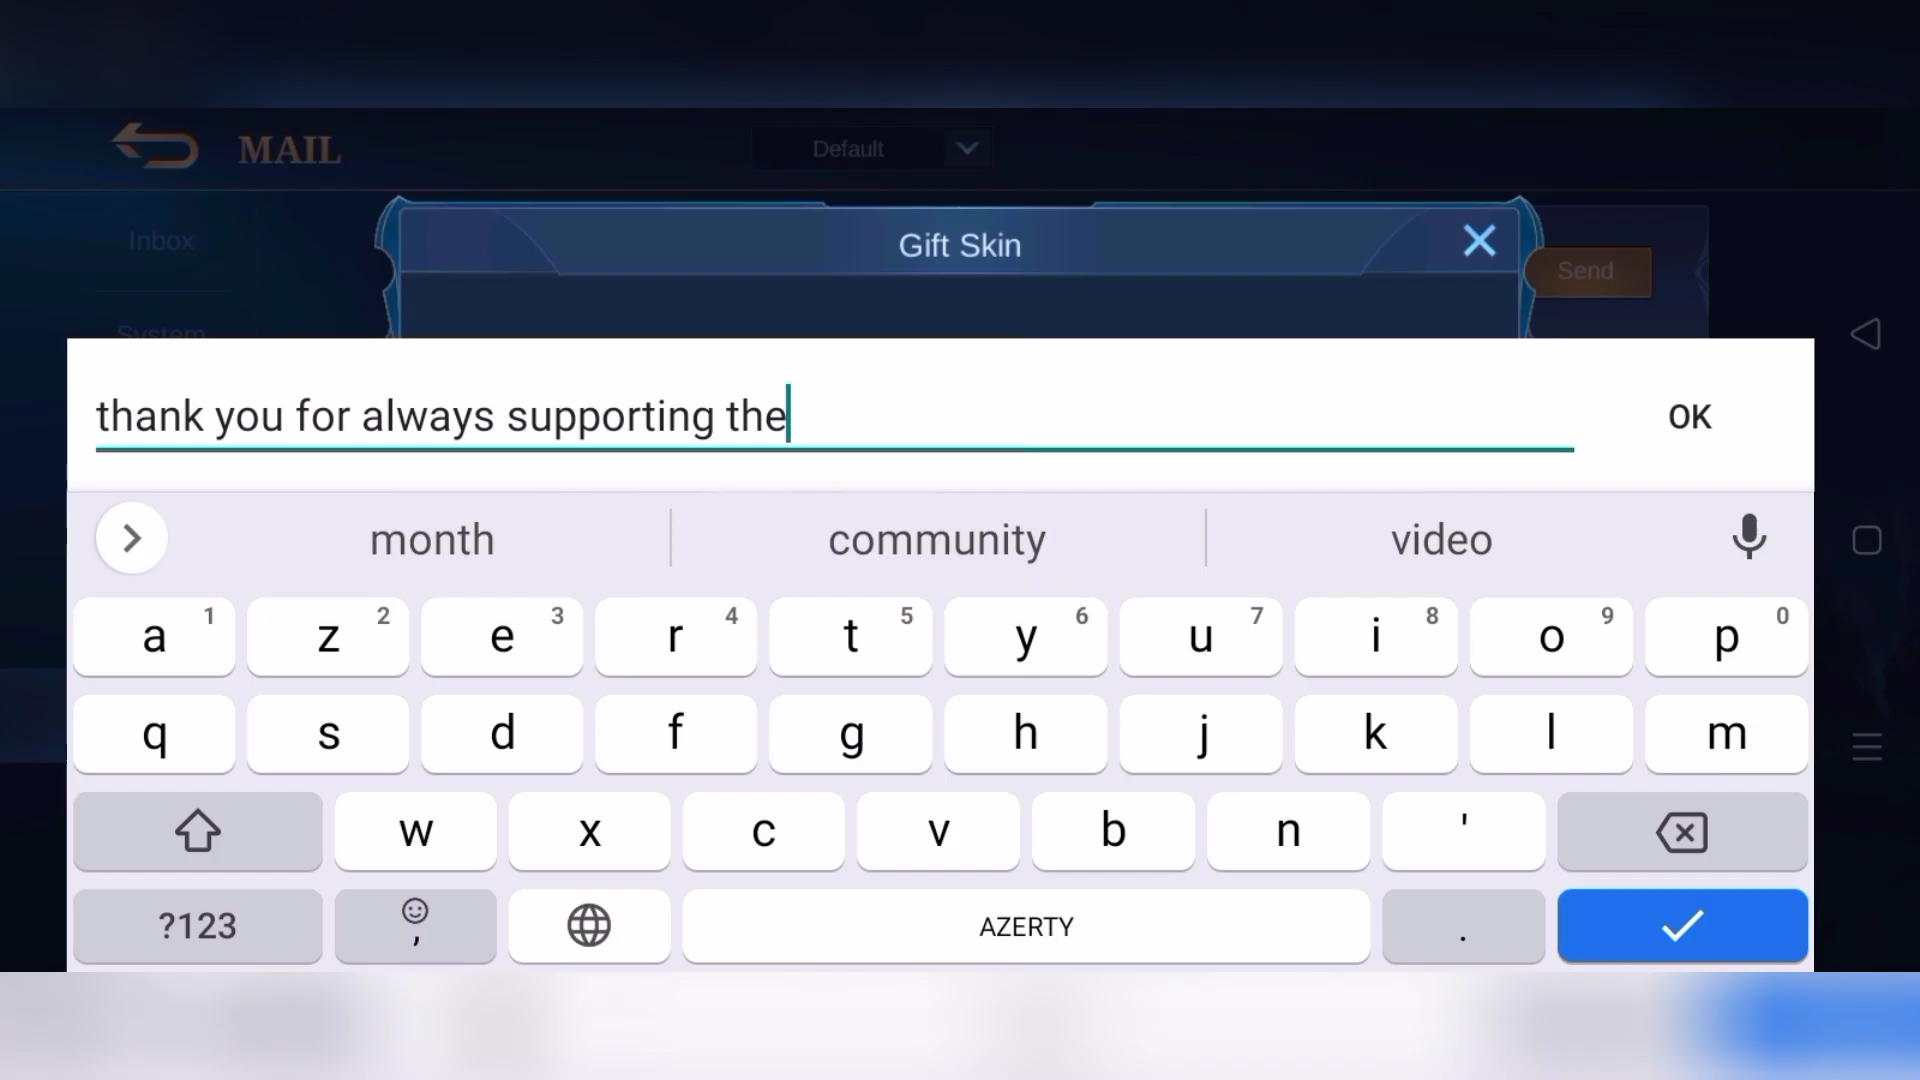 MAIL
Default
Inbox
Gift Skin
Send
System
thank you for always supporting the
OK
month community video
a 1 z 2 e 3 r 4 t 5 y 6 u 7 i 8 o 9 p 0
q s d f g h j k l m
w x c v b n '
?123 , AZERTY .